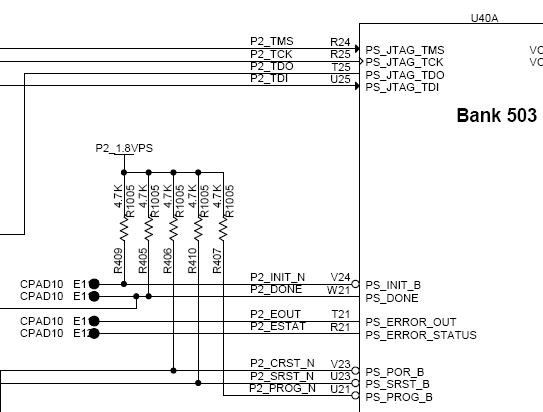 U40A
P2_TMS R24 PS_JTAG_TMS VC
P2_TCK R25 PS_JTAG_TCK VC
P2_TDO T25 PS_JTAG_TDO
P2_TDI U25 PS_JTAG_TDI
Bank 503
P2_1.8VPS
4.7K R1005 4.7K R1005 4.7K R1005 4.7K R1005 4.7K R1005
R409 R405 R406 R410 R407
CPAD10 E1 P2_INIT_N V24 PS_INIT_B
CPAD10 E1 P2_DONE W21 PS_DONE
CPAD10 E1 P2_EOUT T21 PS_ERROR_OUT
CPAD10 E12 P2_ESTAT R21 PS_ERROR_STATUS
P2_CRST_N V23 PS_POR_B
P2_SRST_N U23 PS_SRST_B
P2_PROG_N U21 PS_PROG_B